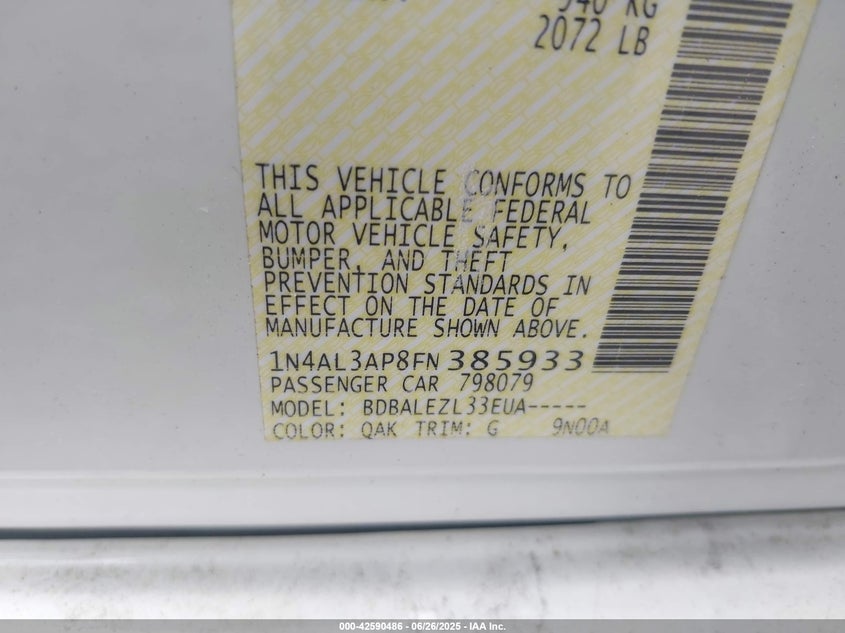 940 KG
2072 LB
THIS VEHICLE CONFORMS TO
ALL APPLICABLE FEDERAL
MOTOR VEHICLE SAFETY,
BUMPER, AND THEFT
PREVENTION STANDARDS IN
EFFECT ON THE DATE OF
MANUFACTURE SHOWN ABOVE.
1N4AL3AP8FN385933
PASSENGER CAR 798079
MODEL: BDBALEZL33EUA-----
COLOR: QAK TRIM: G 9N00A
000-42590486 - 06/26/2025 - IAA Inc.